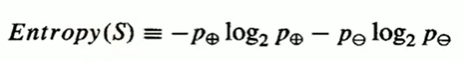 Entropy(S) ≡ −p⊕ log₂ p⊕ − p⊖ log₂ p⊖